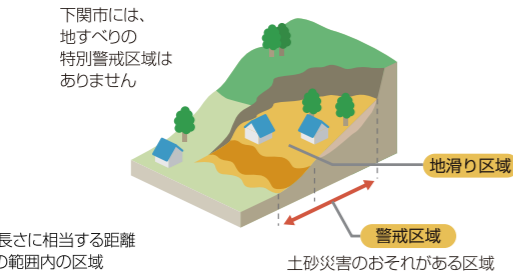 下関市には、
地すべりの
特別警戒区域は
ありません
地滑り区域
警戒区域
土砂災害のおそれがある区域
長さに相当する距離
の範囲内の区域